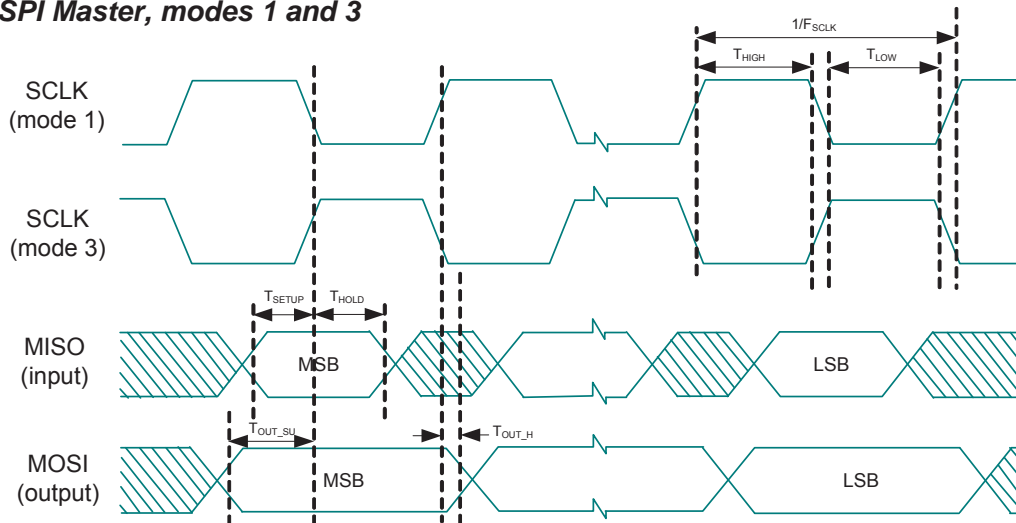 SPI Master, modes 1 and 3
1/FSCLK
THIGH
TLOW
SCLK
(mode 1)
SCLK
(mode 3)
TSETUP
THOLD
MISO
(input)
MSB
LSB
TOUT_SU
TOUT_H
MOSI
(output)
MSB
LSB